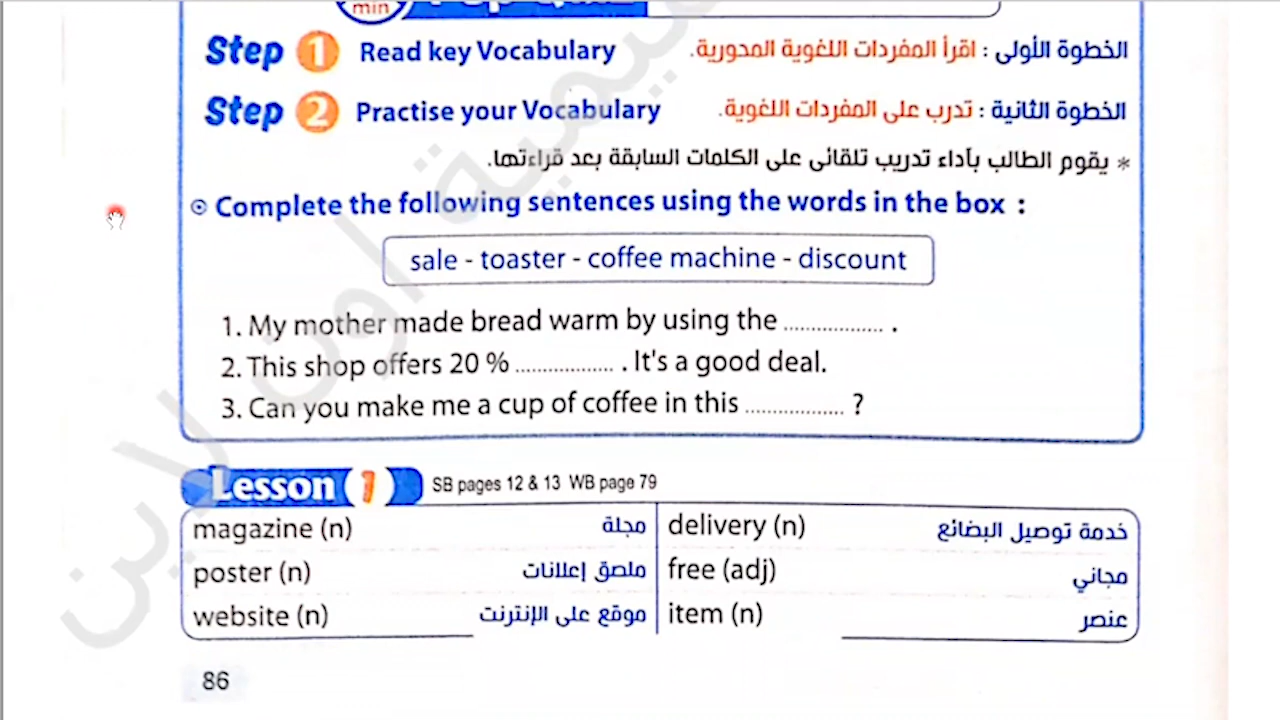 min
Step 1 Read key Vocabulary الخطوة الأولى : اقرأ المفردات اللغوية المحورية.
Step 2 Practise your Vocabulary الخطوة الثانية : تدرب على المفردات اللغوية.
* يقوم الطالب بآداء تدريب تلقائى على الكلمات السابقة بعد قراءتها.
Complete the following sentences using the words in the box :
sale - toaster - coffee machine - discount
1. My mother made bread warm by using the .................. .
2. This shop offers 20 % .................. . It's a good deal.
3. Can you make me a cup of coffee in this .................. ?
Lesson (1) SB pages 12 & 13 WB page 79
magazine (n) مجلة delivery (n) خدمة توصيل البضائع
poster (n) ملصق إعلانات free (adj) مجاني
website (n) موقع على الإنترنت item (n) عنصر
86
اون لاين